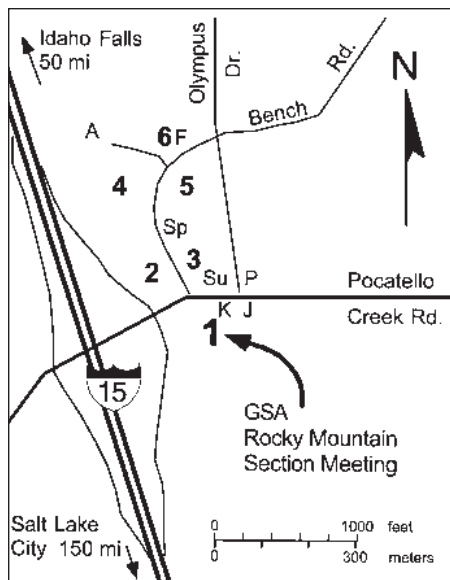 Idaho Falls
50 mi
Olympus
Dr.
Bench
Rd.
N
A
6 F
4
5
Sp
2
3
Su P
Pocatello
K J
Creek Rd.
1
15
GSA
Rocky Mountain
Section Meeting
Salt Lake
City 150 mi
0 1000 feet
0 300 meters